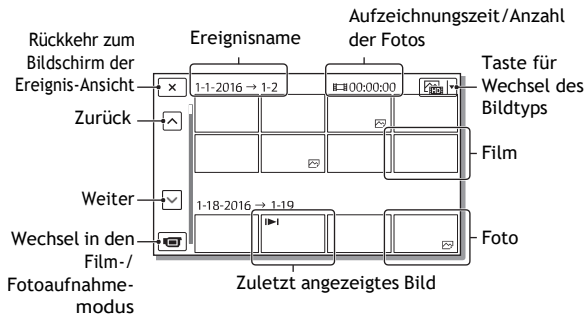 Aufzeichnungszeit/Anzahl
der Fotos
Ereignisname
Rückkehr zum
Bildschirm der
Ereignis-Ansicht
Taste für
Wechsel des
Bildtyps
1-1-2016 → 1-2
00:00:00
HD
Zurück
Film
Weiter
1-18-2016 → 1-19
Wechsel in den
Film-/
Fotoaufnahme-
modus
Foto
Zuletzt angezeigtes Bild